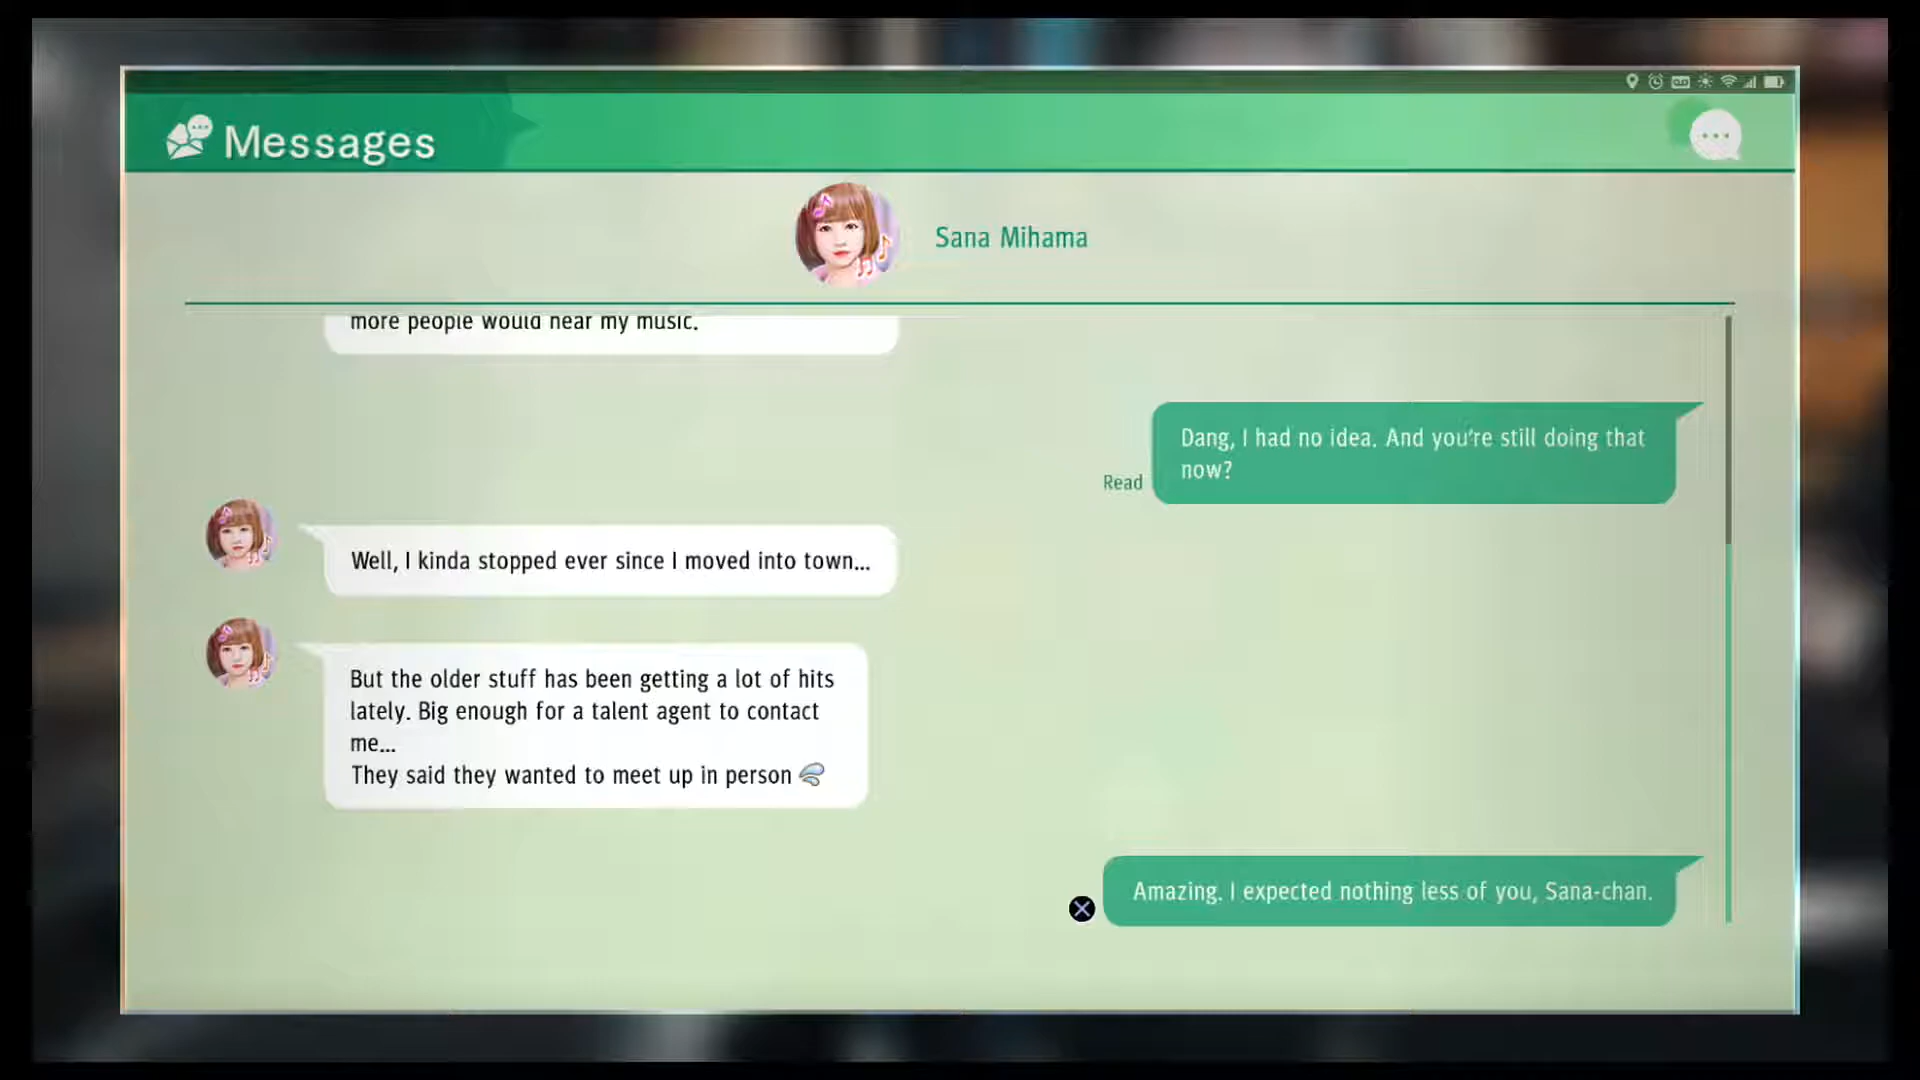 Messages
Sana Mihama
more people would hear my music.
Dang, I had no idea. And you're still doing that
now?
Read
Well, I kinda stopped ever since I moved into town...
But the older stuff has been getting a lot of hits
lately. Big enough for a talent agent to contact
me...
They said they wanted to meet up in person
Amazing. I expected nothing less of you, Sana-chan.